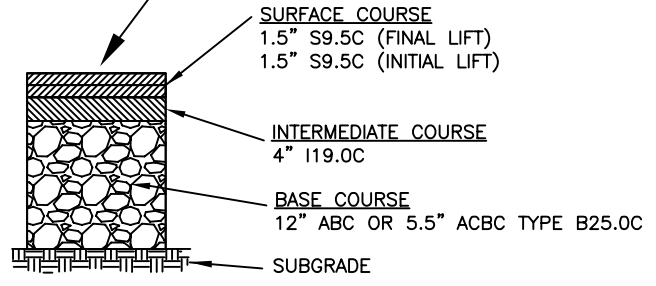 SURFACE COURSE
1.5" S9.5C (FINAL LIFT)
1.5" S9.5C (INITIAL LIFT)
INTERMEDIATE COURSE
4" I19.0C
BASE COURSE
12" ABC OR 5.5" ACBC TYPE B25.0C
SUBGRADE